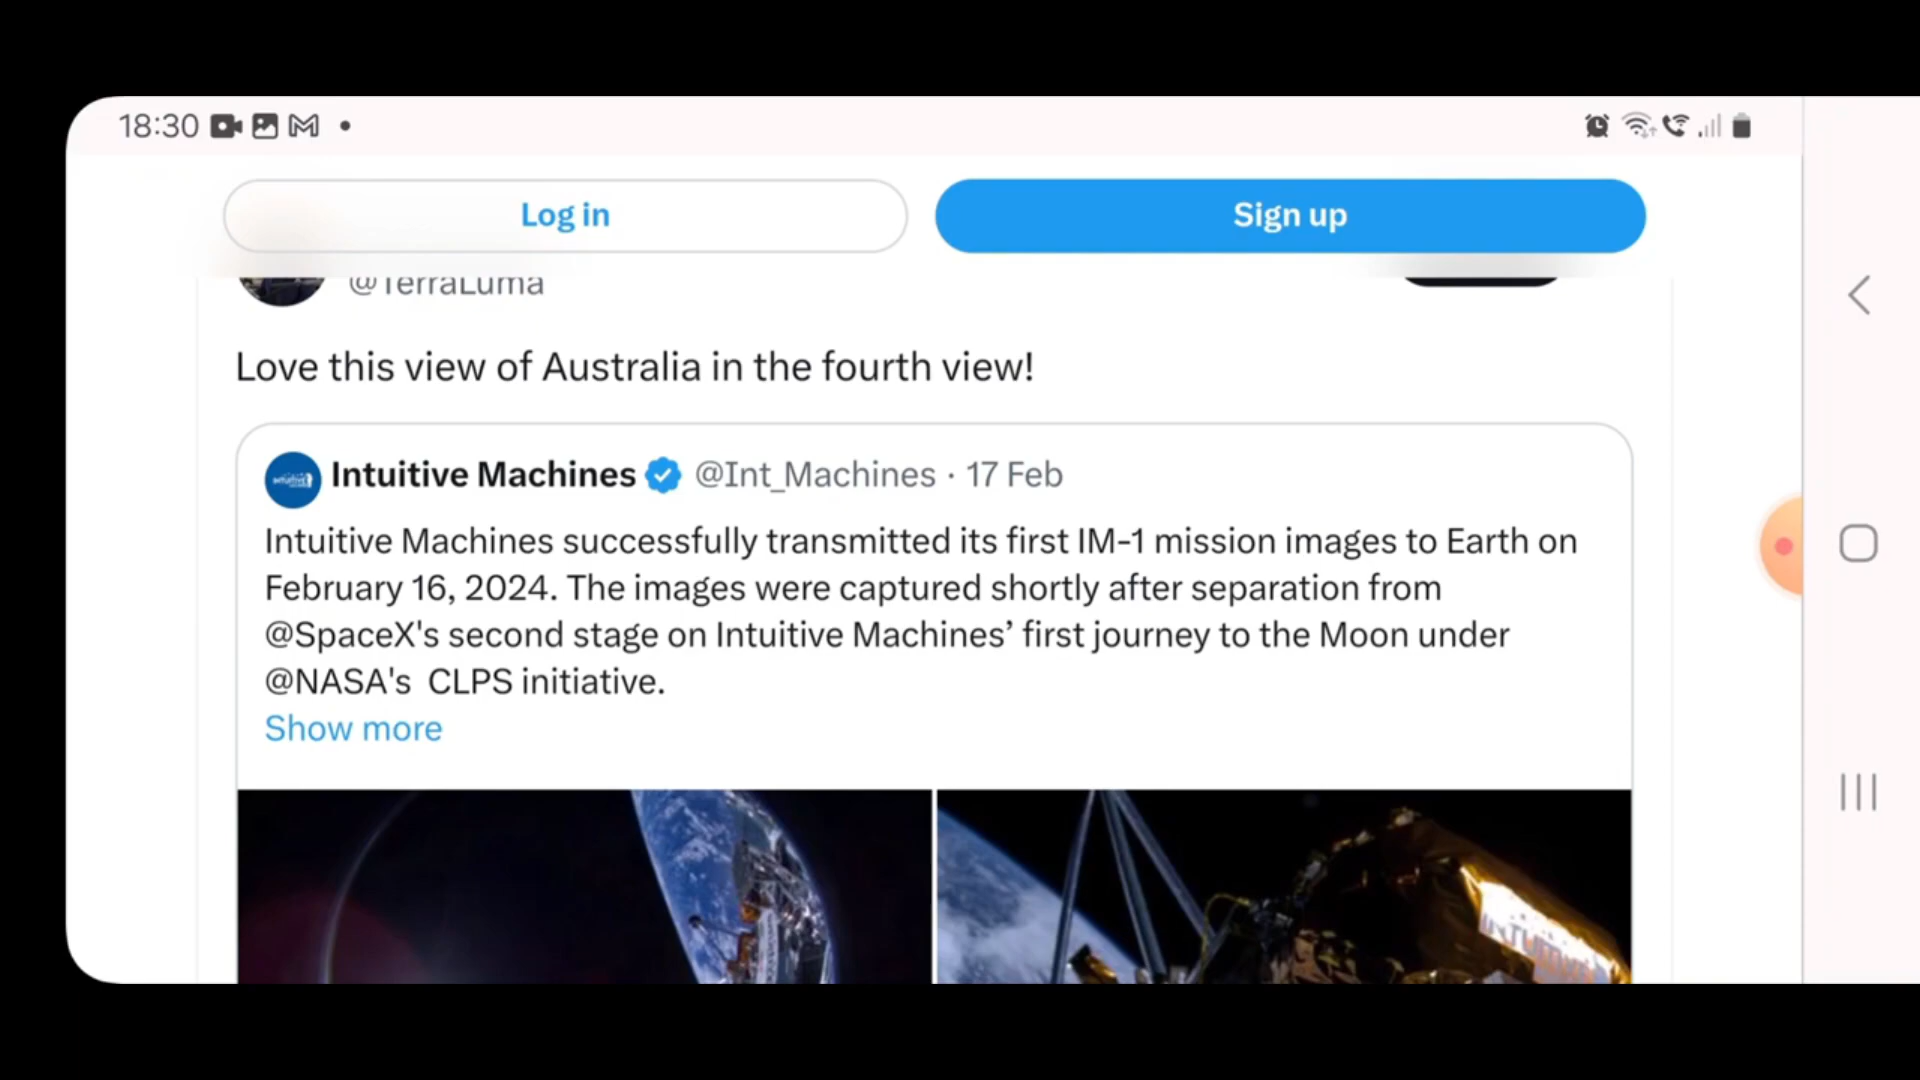 18:30
Log in
Sign up
@TerraLuma
Love this view of Australia in the fourth view!
Intuitive Machines @Int_Machines · 17 Feb
Intuitive Machines successfully transmitted its first IM-1 mission images to Earth on
February 16, 2024. The images were captured shortly after separation from
@SpaceX's second stage on Intuitive Machines’ first journey to the Moon under
@NASA's CLPS initiative.
Show more